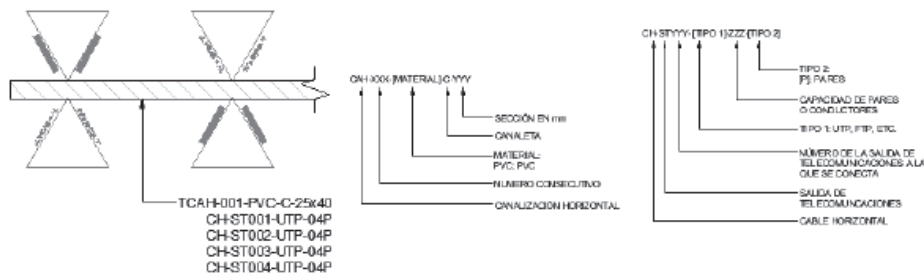 TCAH-001-PVC-C-25x40
CH-ST001-UTP-04P
CH-ST002-UTP-04P
CH-ST003-UTP-04P
CH-ST004-UTP-04P
CAH-XXX-[MATERIAL]-C-YYY
SECCIÓN EN mm
CANALETA
MATERIAL:
PVC: PVC
NUMERO CONSECUTIVO
CANALIZACIÓN HORIZONTAL
CH-STYYY-[TIPO 1]-ZZZ-[TIPO 2]
TIPO 2:
[P]: PARES
CAPACIDAD DE PARES
O CONDUCTORES
TIPO 1: UTP, FTP, ETC.
NÚMERO DE LA SALIDA DE
TELECOMUNICACIONES A LA
QUE SE CONECTA
SALIDA DE
TELECOMUNCACIONES
CABLE HORIZONTAL